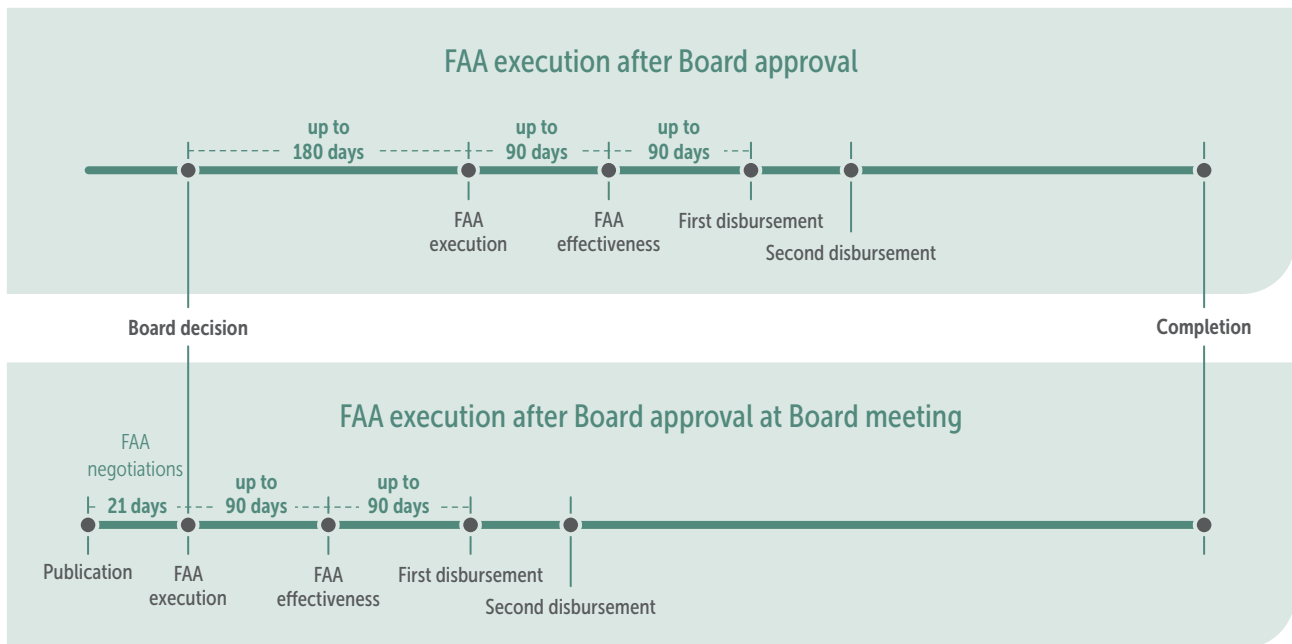 FAA execution after Board approval
up to
180 days
up to
90 days
up to
90 days
FAA
execution
FAA
effectiveness
First disbursement
Second disbursement
Board decision
Completion
FAA execution after Board approval at Board meeting
FAA
negotiations
21 days
up to
90 days
up to
90 days
Publication
FAA
execution
FAA
effectiveness
First disbursement
Second disbursement